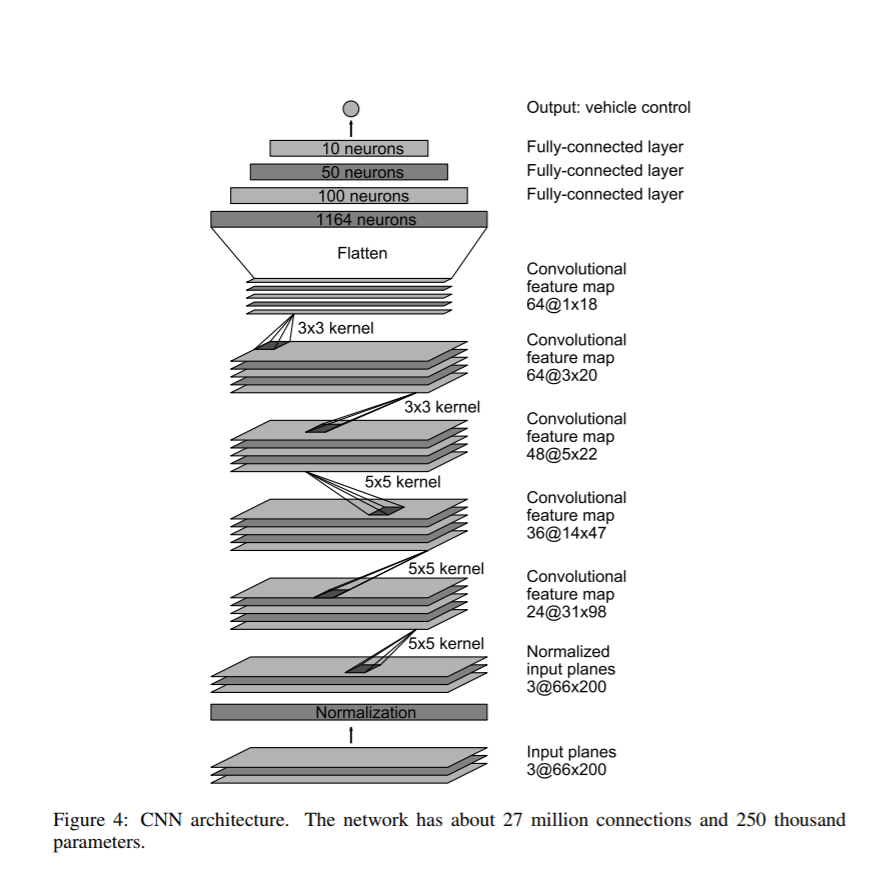 Output: vehicle control
10 neurons
Fully-connected layer
50 neurons
Fully-connected layer
100 neurons
Fully-connected layer
1164 neurons
Flatten
Convolutional
feature map
64@1x18
3x3 kernel
Convolutional
feature map
64@3x20
3x3 kernel
Convolutional
feature map
48@5x22
5x5 kernel
Convolutional
feature map
36@14x47
5x5 kernel
Convolutional
feature map
24@31x98
5x5 kernel
Normalized
input planes
3@66x200
Normalization
Input planes
3@66x200
Figure 4: CNN architecture. The network has about 27 million connections and 250 thousand
parameters.